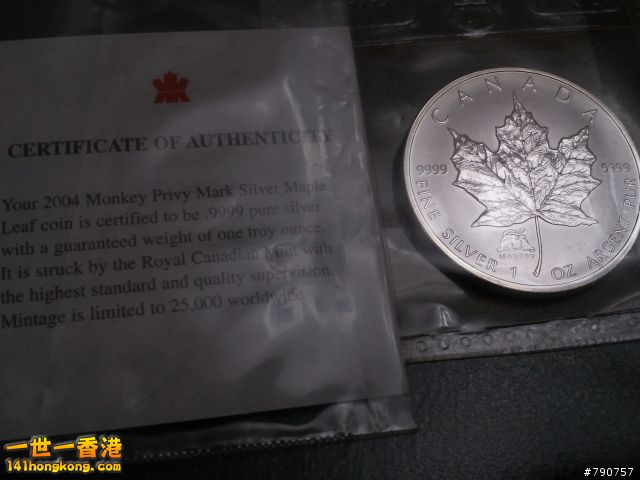 CERTIFICATE OF AUTHENTICITY
Your 2004 Monkey Privy Mark Silver Maple
Leaf coin is certified to be .9999 pure silver
with a guaranteed weight of one troy ounce.
It is struck by the Royal Canadian Mint with
the highest standard and quality supervision.
Mintage is limited to 25.000 worldwide.
CANADA
9999 9999
FINE SILVER 1 OZ ARGENT PUR
MONKEY
一世一香港
141hongkong.com
#790757